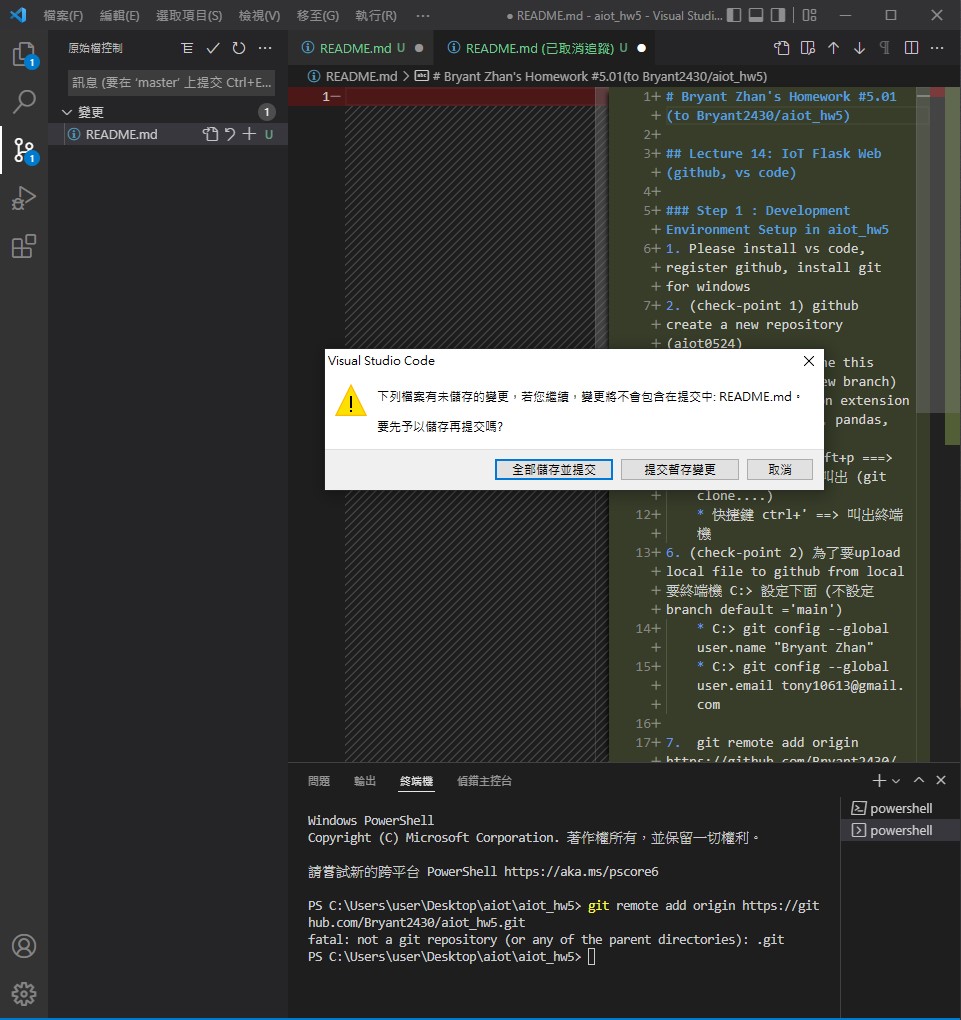 檔案(F) 編輯(E) 選取項目(S) 檢視(V) 移至(G) 執行(R) ··· ● README.md - aiot_hw5 - Visual Studi...
原始檔控制
訊息 (要在 'master' 上提交 Ctrl+E...
變更 1
README.md U
1
1
README.md U ● README.md (已取消追蹤) U ●
README.md > # Bryant Zhan's Homework #5.01(to Bryant2430/aiot_hw5)
1—
1+ # Bryant Zhan's Homework #5.01
+ (to Bryant2430/aiot_hw5)
2+
3+ ## Lecture 14: IoT Flask Web
+ (github, vs code)
4+
5+ ### Step 1 : Development
+ Environment Setup in aiot_hw5
6+ 1. Please install vs code,
+ register github, install git
+ for windows
7+ 2. (check-point 1) github
+ create a new repository
+ (aiot0524)
this
branch)
extension
pandas,
ft+p ===>
叫出 (git
+ clone....)
12+ * 快捷鍵 ctrl+' ==> 叫出終端
+ 機
13+ 6. (check-point 2) 為了要upload
+ local file to github from local
+ 要終端機 C:> 設定下面 (不設定
+ branch default ='main')
14+ * C:> git config --global
+ user.name "Bryant Zhan"
15+ * C:> git config --global
+ user.email tony10613@gmail.
+ com
16+
17+ 7. git remote add origin
+ https://github.com/Bryant2430/
Visual Studio Code
下列檔案有未儲存的變更，若您繼續，變更將不會包含在提交中: README.md。
要先予以儲存再提交嗎?
全部儲存並提交 提交暫存變更 取消
問題 輸出 終端機 偵錯主控台
powershell
powershell
Windows PowerShell
Copyright (C) Microsoft Corporation. 著作權所有，並保留一切權利。
請嘗試新的跨平台 PowerShell https://aka.ms/pscore6
PS C:\Users\user\Desktop\aiot\aiot_hw5> git remote add origin https://git
hub.com/Bryant2430/aiot_hw5.git
fatal: not a git repository (or any of the parent directories): .git
PS C:\Users\user\Desktop\aiot\aiot_hw5>